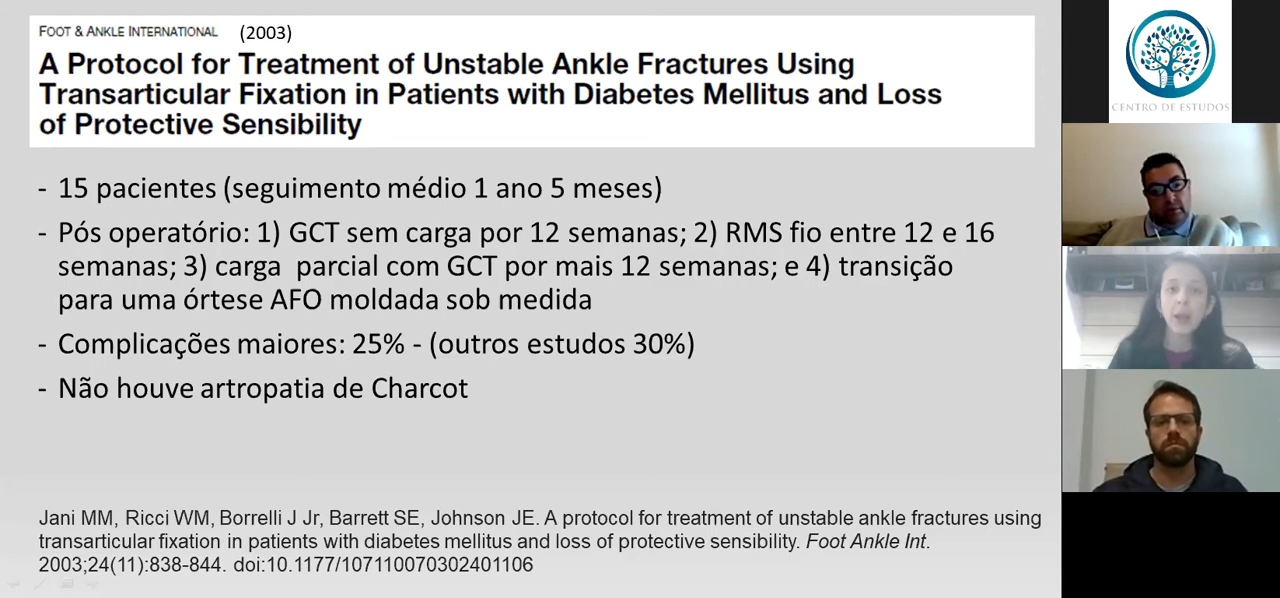 FOOT & ANKLE INTERNATIONAL (2003)
A Protocol for Treatment of Unstable Ankle Fractures Using
Transarticular Fixation in Patients with Diabetes Mellitus and Loss
of Protective Sensibility
- 15 pacientes (seguimento médio 1 ano 5 meses)
- Pós operatório: 1) GCT sem carga por 12 semanas; 2) RMS fio entre 12 e 16
semanas; 3) carga parcial com GCT por mais 12 semanas; e 4) transição
para uma órtese AFO moldada sob medida
- Complicações maiores: 25% - (outros estudos 30%)
- Não houve artropatia de Charcot
Jani MM, Ricci WM, Borrelli J Jr, Barrett SE, Johnson JE. A protocol for treatment of unstable ankle fractures using
transarticular fixation in patients with diabetes mellitus and loss of protective sensibility. Foot Ankle Int.
2003;24(11):838-844. doi:10.1177/107110070302401106
CENTRO DE ESTUDOS